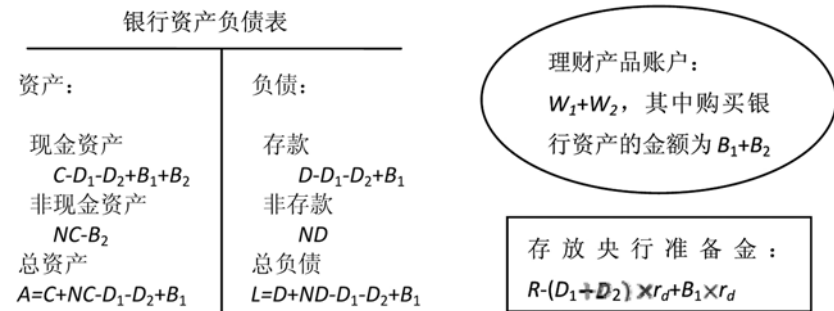 银行资产负债表
资产：
现金资产
C-D₁-D₂+B₁+B₂
非现金资产
NC-B₂
总资产
A=C+NC-D₁-D₂+B₁
负债：
存款
D-D₁-D₂+B₁
非存款
ND
总负债
L=D+ND-D₁-D₂+B₁
理财产品账户：
W₁+W₂，其中购买银
行资产的金额为 B₁+B₂
存放央行准备金：
R-(D₁+D₂)×r_d+B₁×r_d